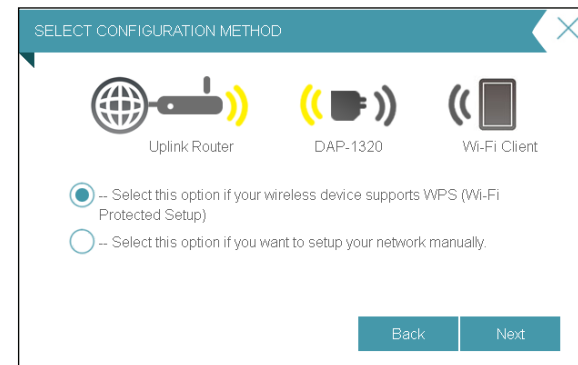 SELECT CONFIGURATION METHOD
Uplink Router DAP-1320 Wi-Fi Client
-- Select this option if your wireless device supports WPS (Wi-Fi
Protected Setup)
-- Select this option if you want to setup your network manually.
Back Next